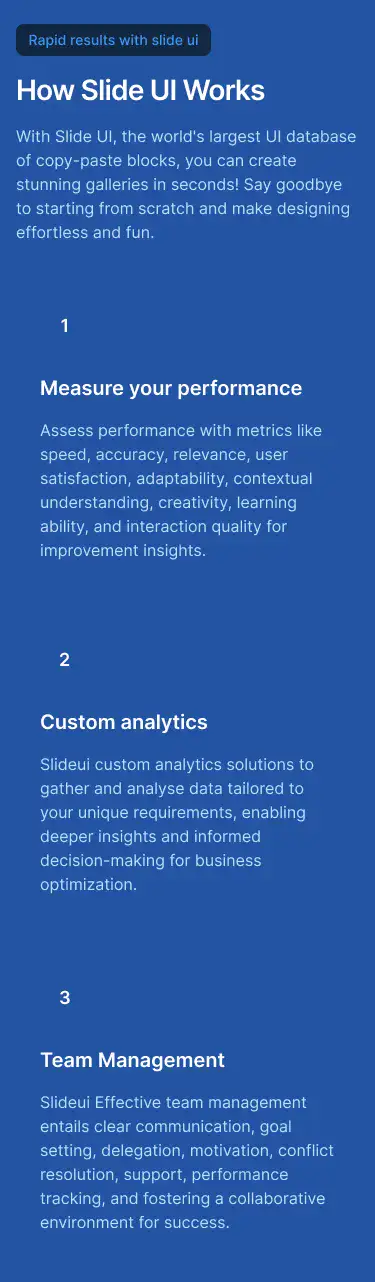 Rapid results with slide ui
How Slide UI Works
With Slide UI, the world's largest UI database
of copy-paste blocks, you can create
stunning galleries in seconds! Say goodbye
to starting from scratch and make designing
effortless and fun.
1
Measure your performance
Assess performance with metrics like
speed, accuracy, relevance, user
satisfaction, adaptability, contextual
understanding, creativity, learning
ability, and interaction quality for
improvement insights.
2
Custom analytics
Slideui custom analytics solutions to
gather and analyse data tailored to
your unique requirements, enabling
deeper insights and informed
decision-making for business
optimization.
3
Team Management
Slideui Effective team management
entails clear communication, goal
setting, delegation, motivation, conflict
resolution, support, performance
tracking, and fostering a collaborative
environment for success.